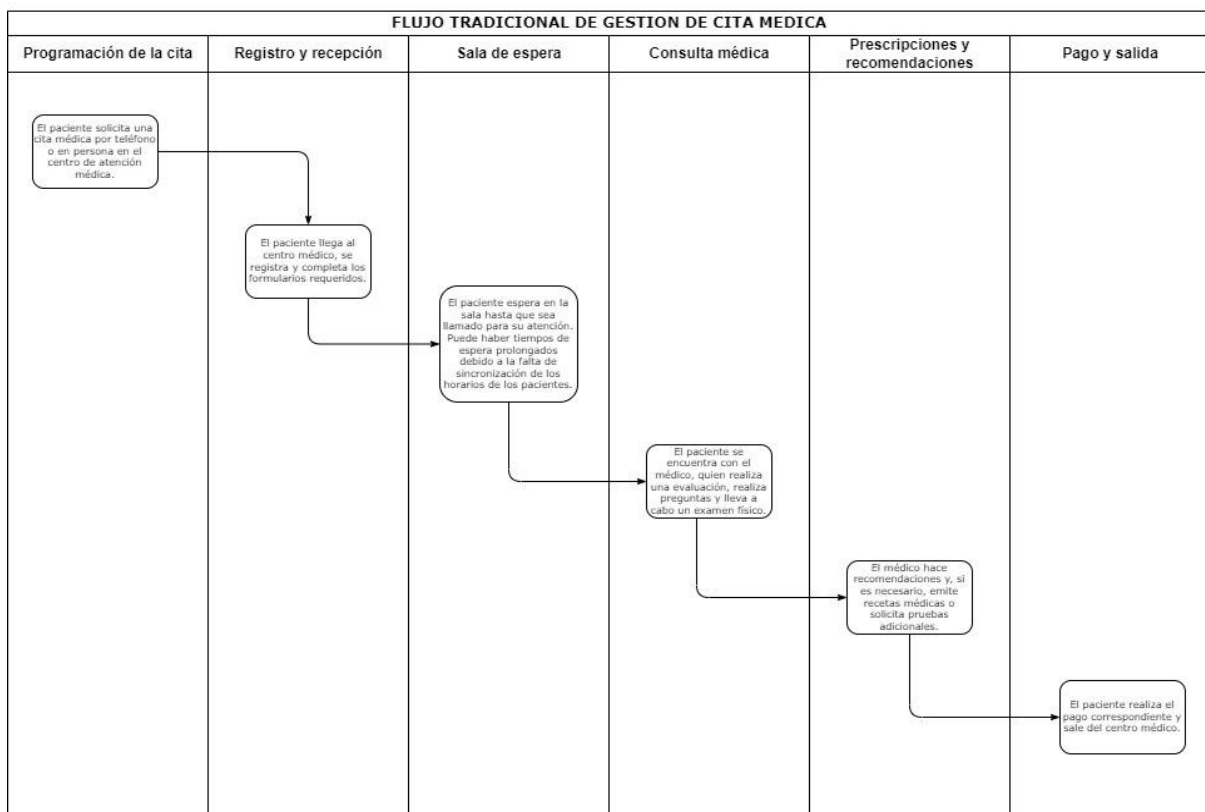 FLUJO TRADICIONAL DE GESTION DE CITA MEDICA
Programación de la cita
Registro y recepción
Sala de espera
Consulta médica
Prescripciones y
recomendaciones
Pago y salida
El paciente solicita una
cita médica por teléfono
o en persona en el
centro de atención
médica.
El paciente llega al
centro médico, se
registra y completa los
formularios requeridos.
El paciente espera en la
sala hasta que sea
llamado para su atención.
Puede haber tiempos de
espera prolongados
debido a la falta de
sincronización de los
horarios de los pacientes.
El paciente se
encuentra con el
médico, quien realiza
una evaluación, realiza
preguntas y lleva a
cabo un examen físico.
El médico hace
recomendaciones y, si
es necesario, emite
recetas médicas o
solicita pruebas
adicionales.
El paciente realiza el
pago correspondiente y
sale del centro médico.